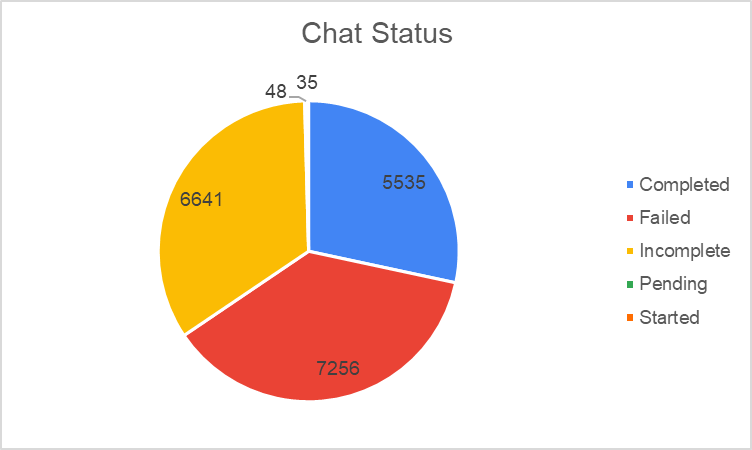 Chat Status
35
48
5535
6641
7256
Completed
Failed
Incomplete
Pending
Started